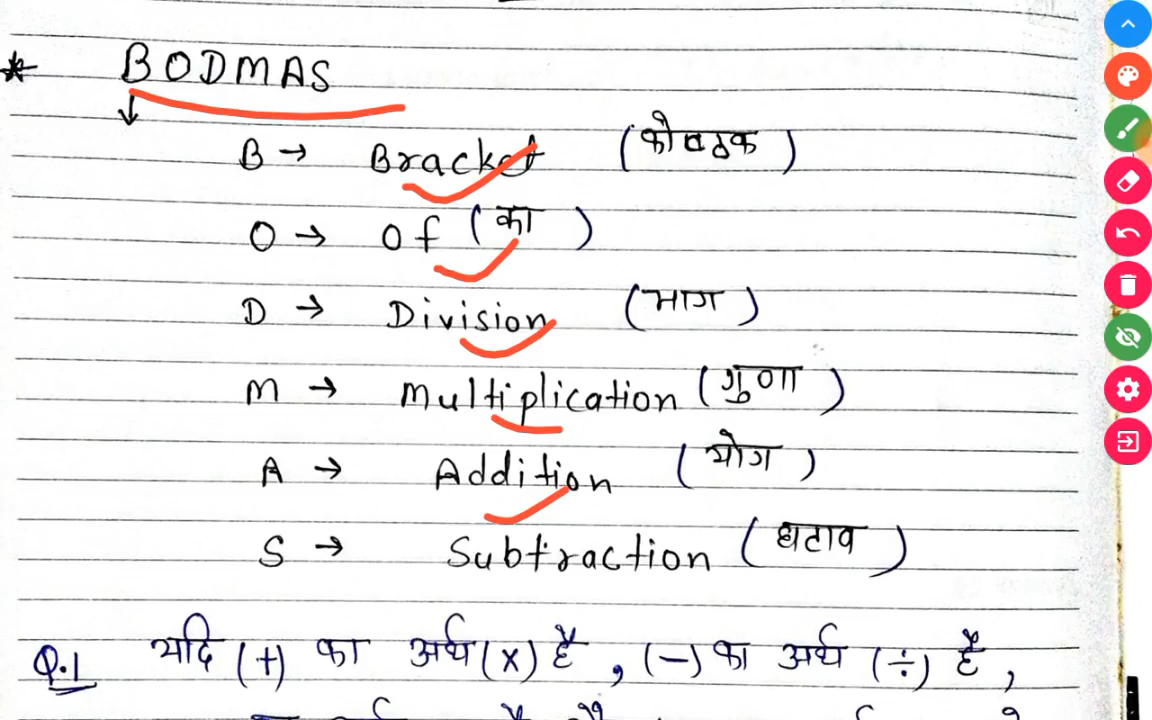 * BODMAS
↓
B → Bracket (कोष्ठक)
O → Of (का)
D → Division (भाग)
M → Multiplication (गुणा)
A → Addition (योग)
S → Subtraction (घटाव)
Q.1 यदि (+) का अर्थ (×) है , (−) का अर्थ (÷) है ,